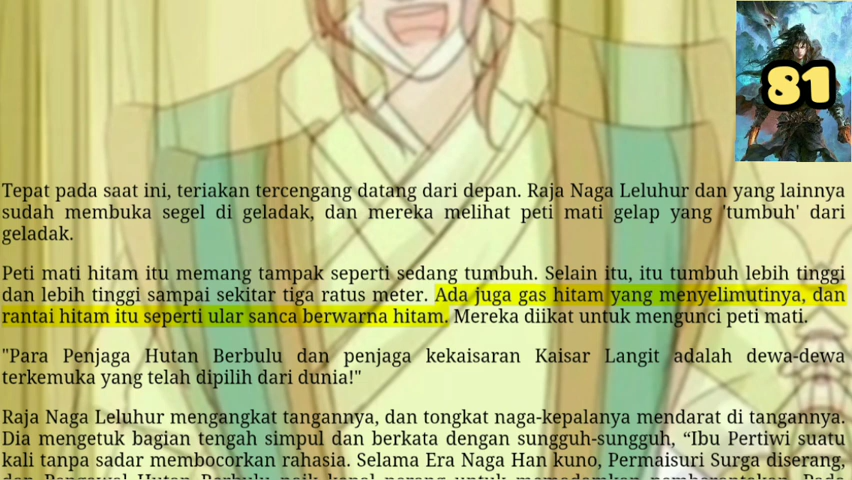 81
Tepat pada saat ini, teriakan tercengang datang dari depan. Raja Naga Leluhur dan yang lainnya
sudah membuka segel di geladak, dan mereka melihat peti mati gelap yang 'tumbuh' dari
geladak.
Peti mati hitam itu memang tampak seperti sedang tumbuh. Selain itu, itu tumbuh lebih tinggi
dan lebih tinggi sampai sekitar tiga ratus meter. Ada juga gas hitam yang menyelimutinya, dan
rantai hitam itu seperti ular sanca berwarna hitam. Mereka diikat untuk mengunci peti mati.
"Para Penjaga Hutan Berbulu dan penjaga kekaisaran Kaisar Langit adalah dewa-dewa
terkemuka yang telah dipilih dari dunia!"
Raja Naga Leluhur mengangkat tangannya, dan tongkat naga-kepalanya mendarat di tangannya.
Dia mengetuk bagian tengah simpul dan berkata dengan sungguh-sungguh, “Ibu Pertiwi suatu
kali tanpa sadar membocorkan rahasia. Selama Era Naga Han kuno, Permaisuri Surga diserang,